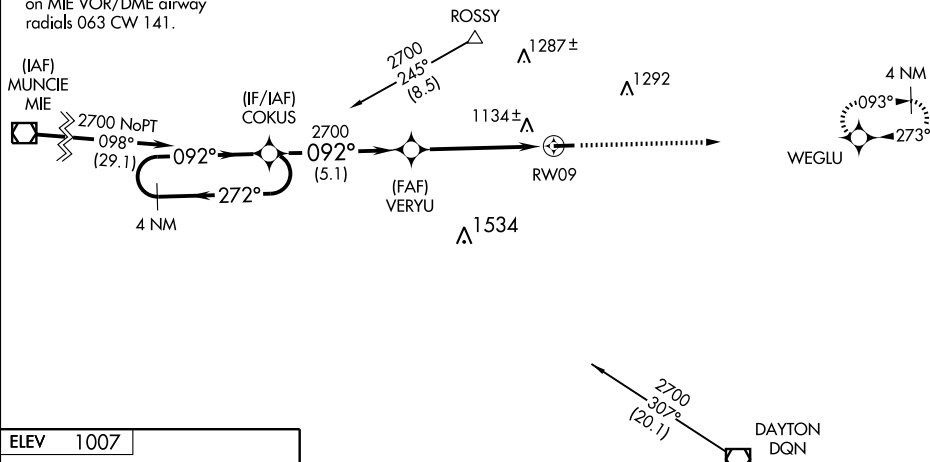 on MIE VOR/DME airway
radials 063 CW 141.
ROSSY
2700
245°
(8.5)
1287±
1292
1134±
4 NM
093°
273°
WEGLU
(IAF)
MUNCIE
MIE
2700 NoPT
098°
(29.1)
(IF/IAF)
COKUS
092°
272°
4 NM
2700
092°
(5.1)
(FAF)
VERYU
RW09
1534
2700
307°
(20.1)
DAYTON
DQN
ELEV 1007